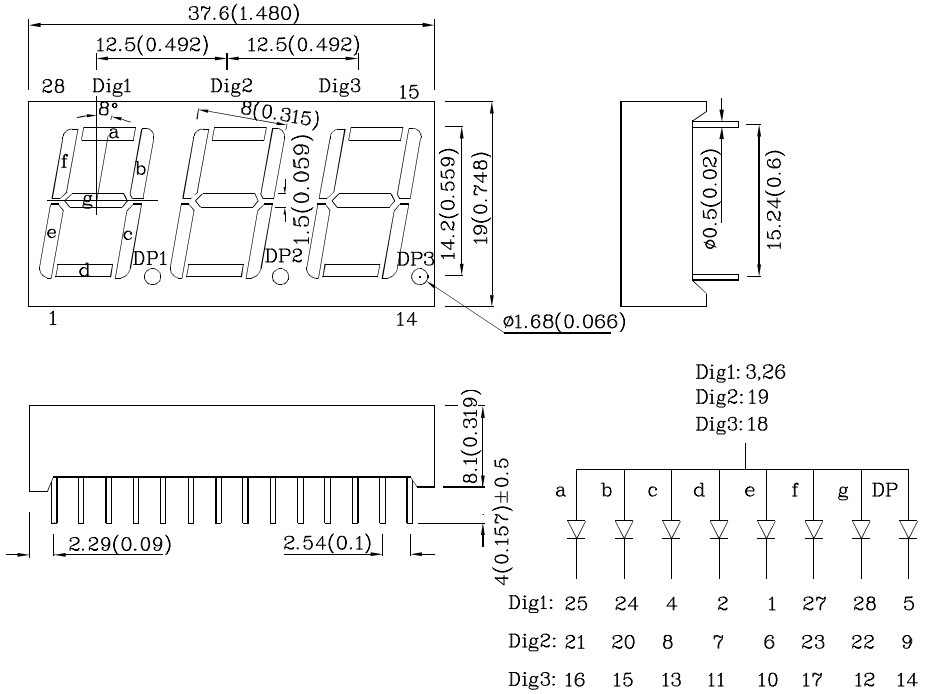 37.6(1.480)
12.5(0.492) 12.5(0.492)
28 Dig1 Dig2 Dig3 15
8° 8(0.315)
a
f b
g
e c
d
DP1 DP2 DP3
1.5(0.059)
14.2(0.559)
19(0.748)
ø0.5(0.02)
15.24(0.6)
1 14
ø1.68(0.066)
8.1(0.319)
4(0.157)±0.5
2.29(0.09) 2.54(0.1)
Dig1: 3,26
Dig2: 19
Dig3: 18
a b c d e f g DP
Dig1: 25 24 4 2 1 27 28 5
Dig2: 21 20 8 7 6 23 22 9
Dig3: 16 15 13 11 10 17 12 14